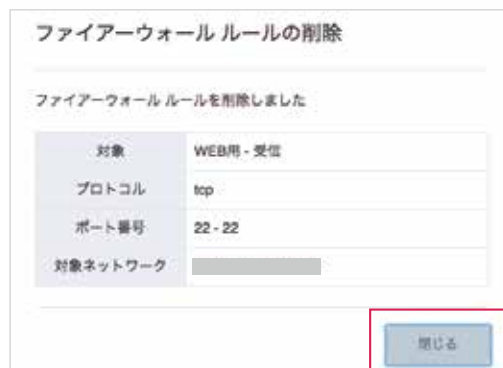 ファイアーウォール ルールの削除
ファイアーウォール ルールを削除しました
対象 WEB用 - 受信
プロトコル tcp
ポート番号 22 - 22
対象ネットワーク
閉じる